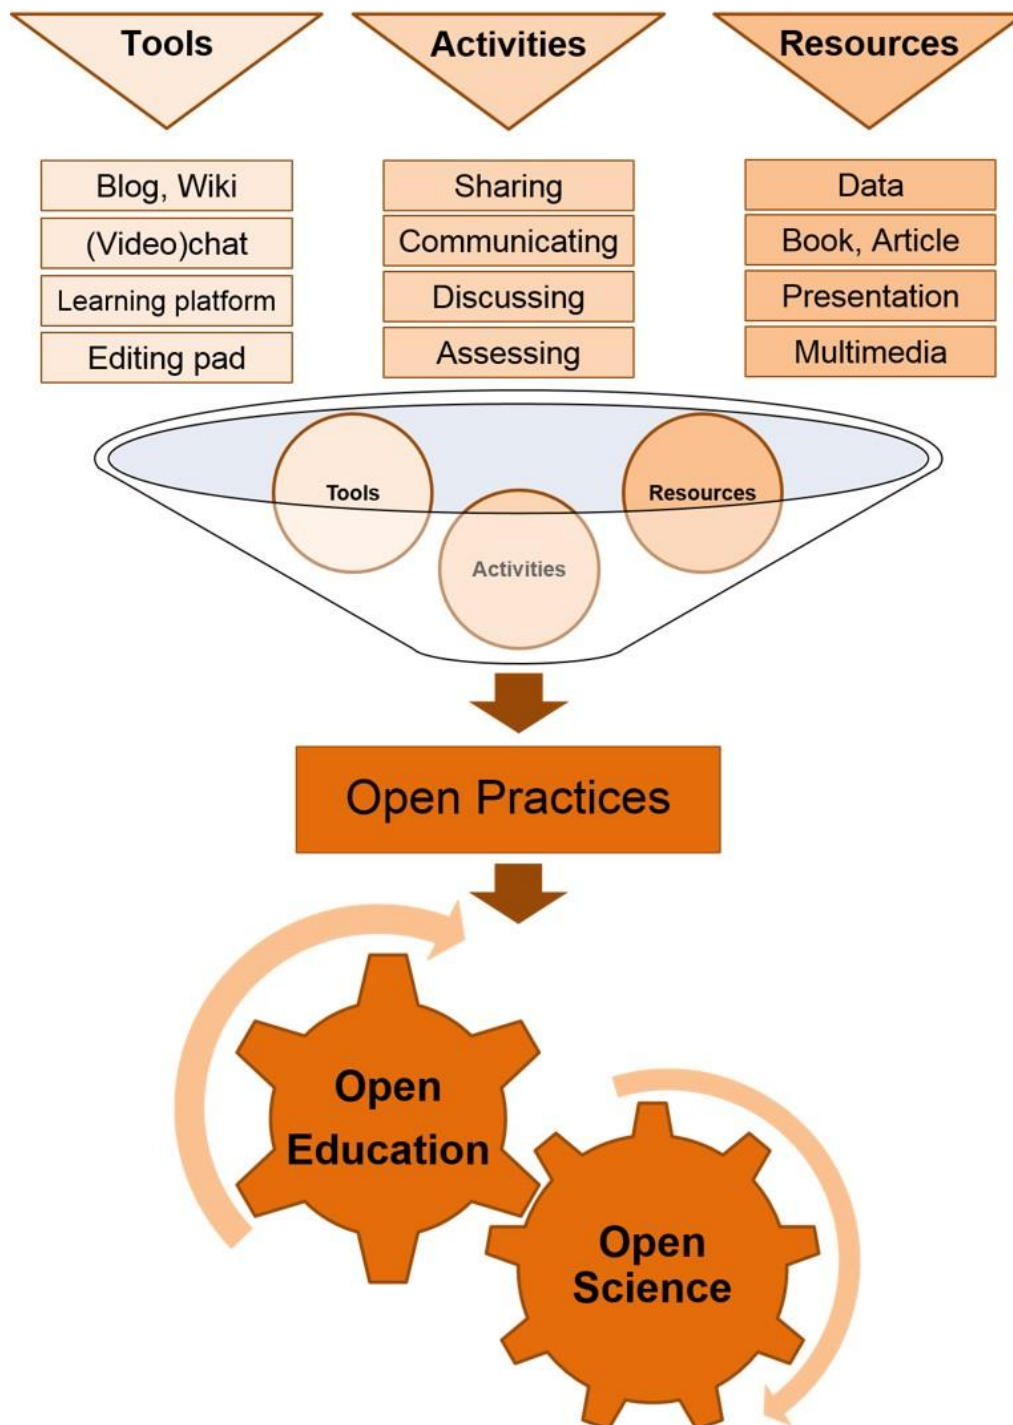 Tools
Activities
Resources
Blog, Wiki
(Video)chat
Learning platform
Editing pad
Sharing
Communicating
Discussing
Assessing
Data
Book, Article
Presentation
Multimedia
Tools
Activities
Resources
Open Practices
Open
Education
Open
Science